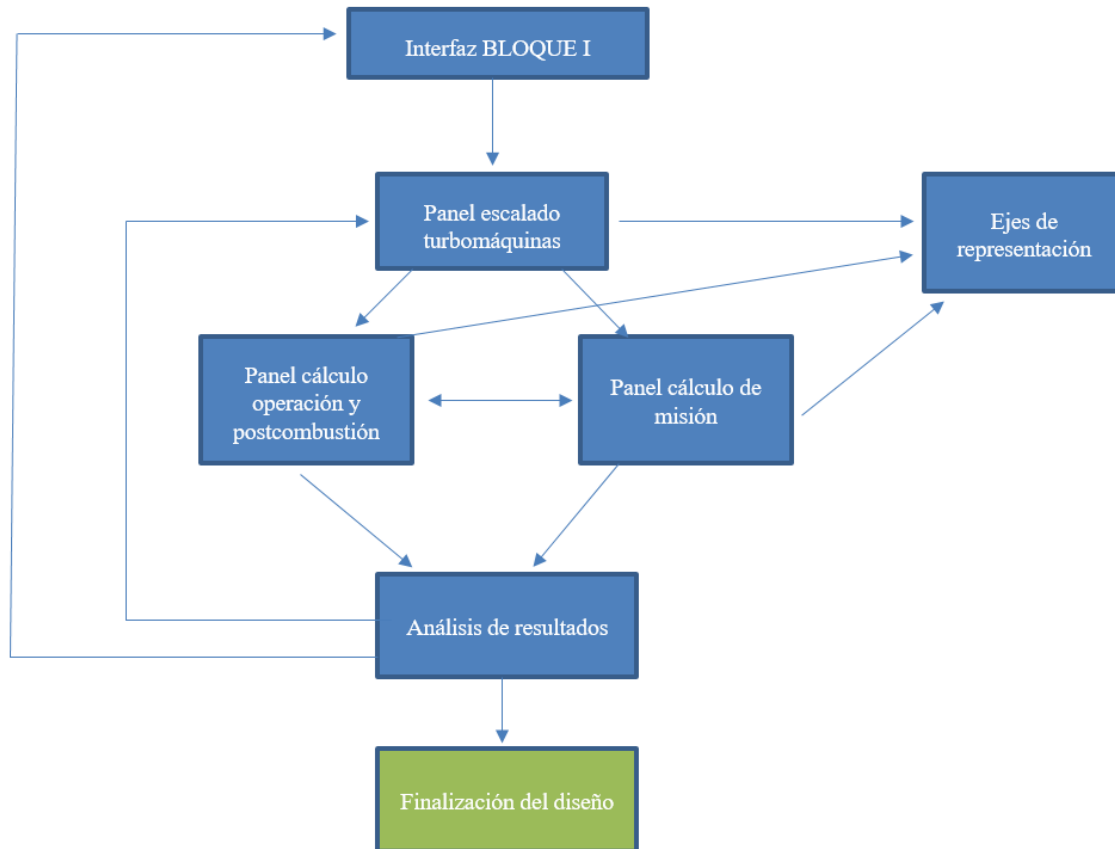 Interfaz BLOQUE I
Panel escalado
turbomáquinas
Ejes de
representación
Panel cálculo
operación y
postcombustión
Panel cálculo de
misión
Análisis de resultados
Finalización del diseño